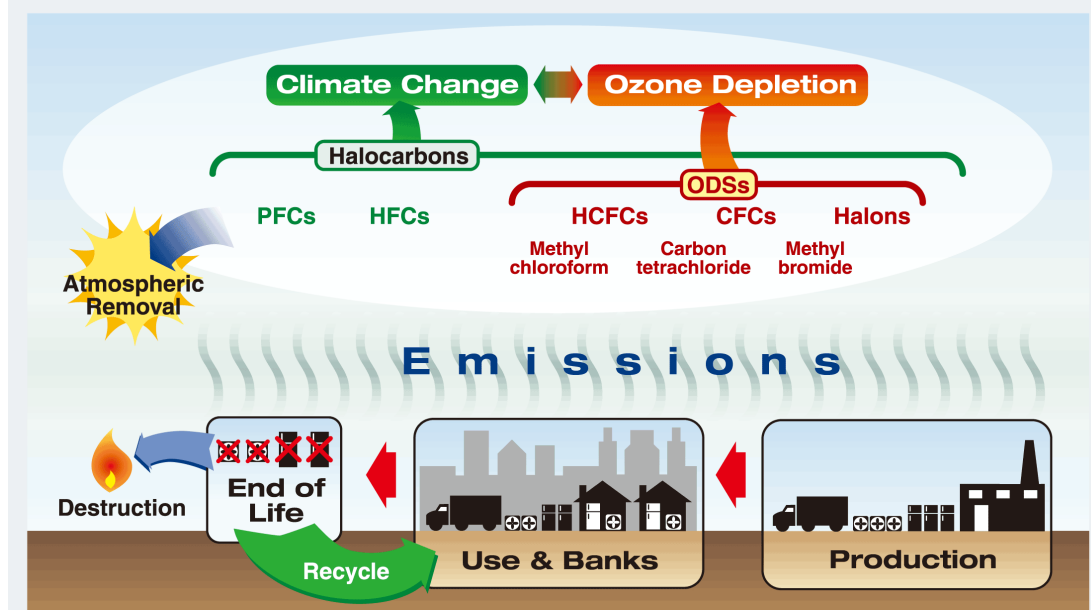 Climate Change
Ozone Depletion
Halocarbons
ODSs
PFCs
HFCs
HCFCs
CFCs
Halons
Methyl
chloroform
Carbon
tetrachloride
Methyl
bromide
Atmospheric
Removal
Emissions
Destruction
End of
Life
Recycle
Use & Banks
Production